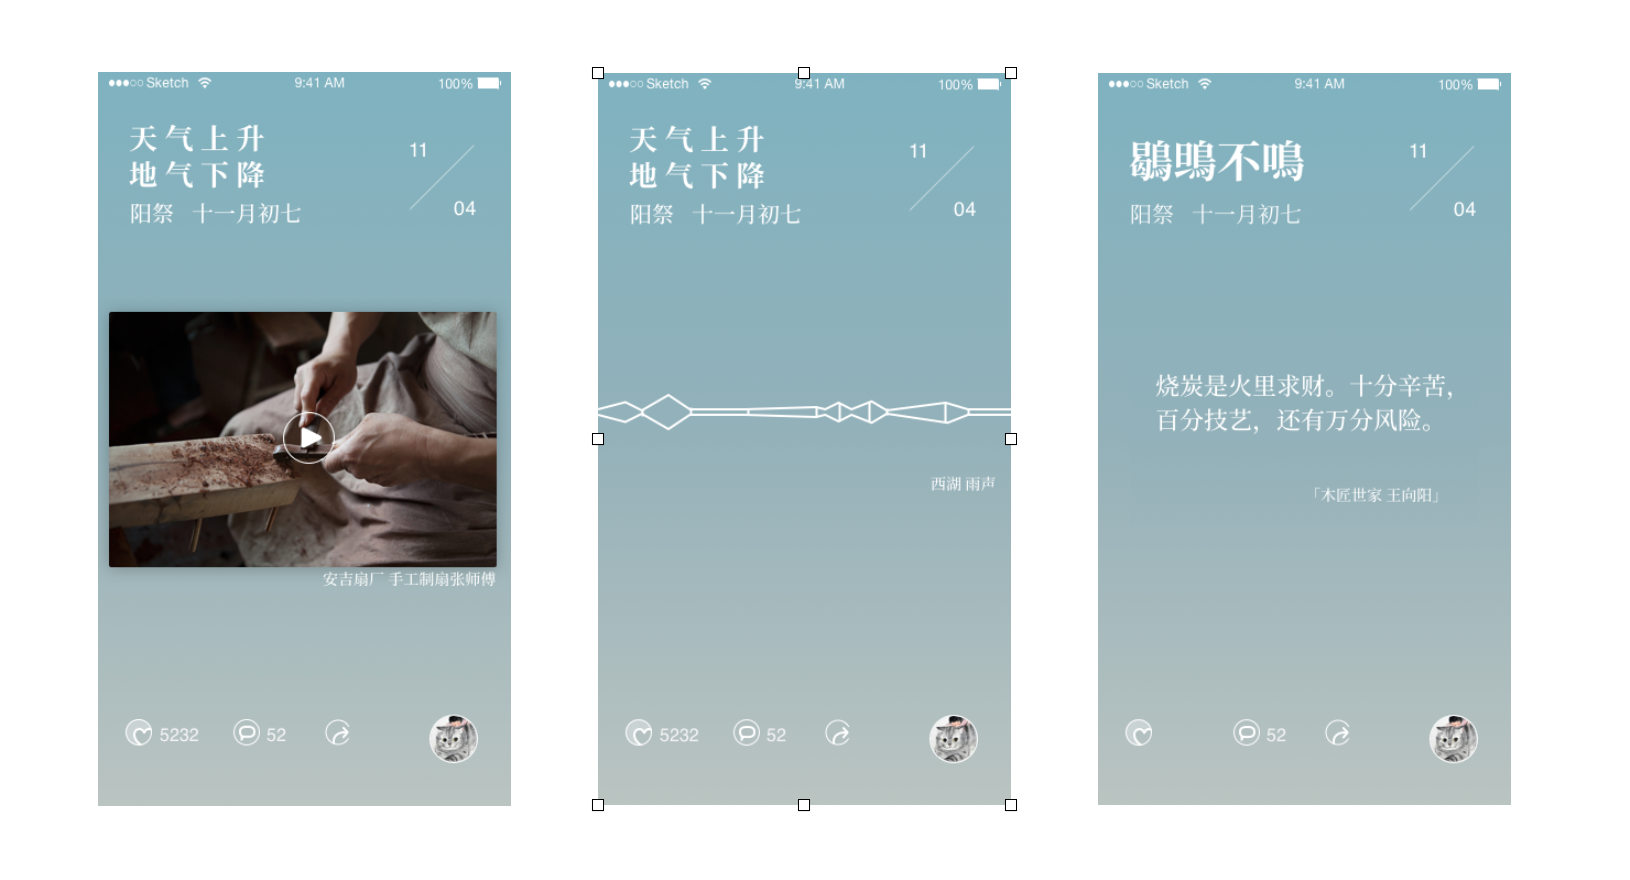 Sketch 9:41 AM 100%
天气上升
地气下降
阳祭 十一月初七
11
04
安吉扇厂 手工制扇张师傅
5232 52
Sketch 9:41 AM 100%
天气上升
地气下降
阳祭 十一月初七
11
04
西湖 雨声
5232 52
Sketch 9:41 AM 100%
鶡鴠不鳴
阳祭 十一月初七
11
04
烧炭是火里求财。十分辛苦，
百分技艺，还有万分风险。
「木匠世家 王向阳」
52